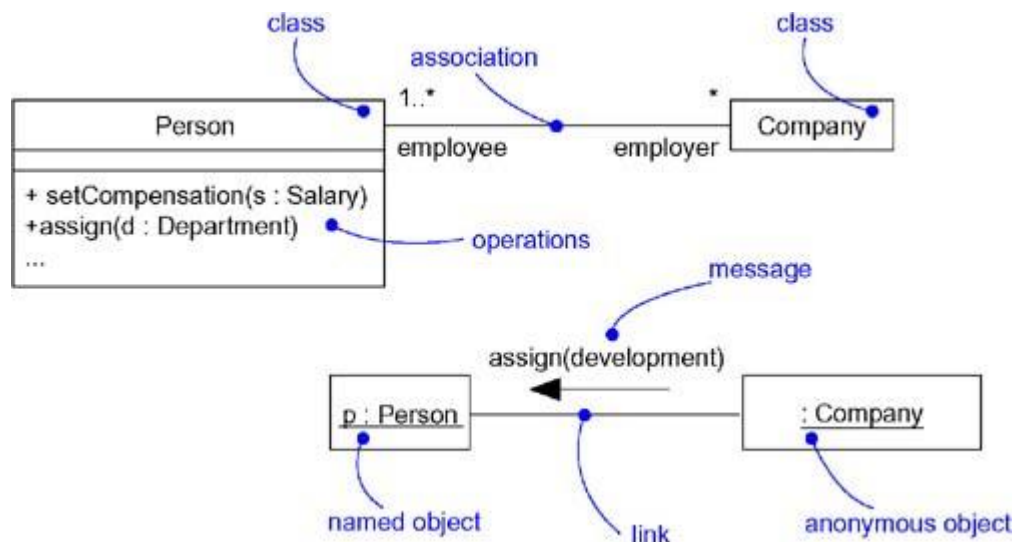 class
class
association
1..*
*
Person
Company
employee
employer
+ setCompensation(s : Salary)
+assign(d : Department)
...
operations
message
assign(development)
p : Person
: Company
named object
link
anonymous object